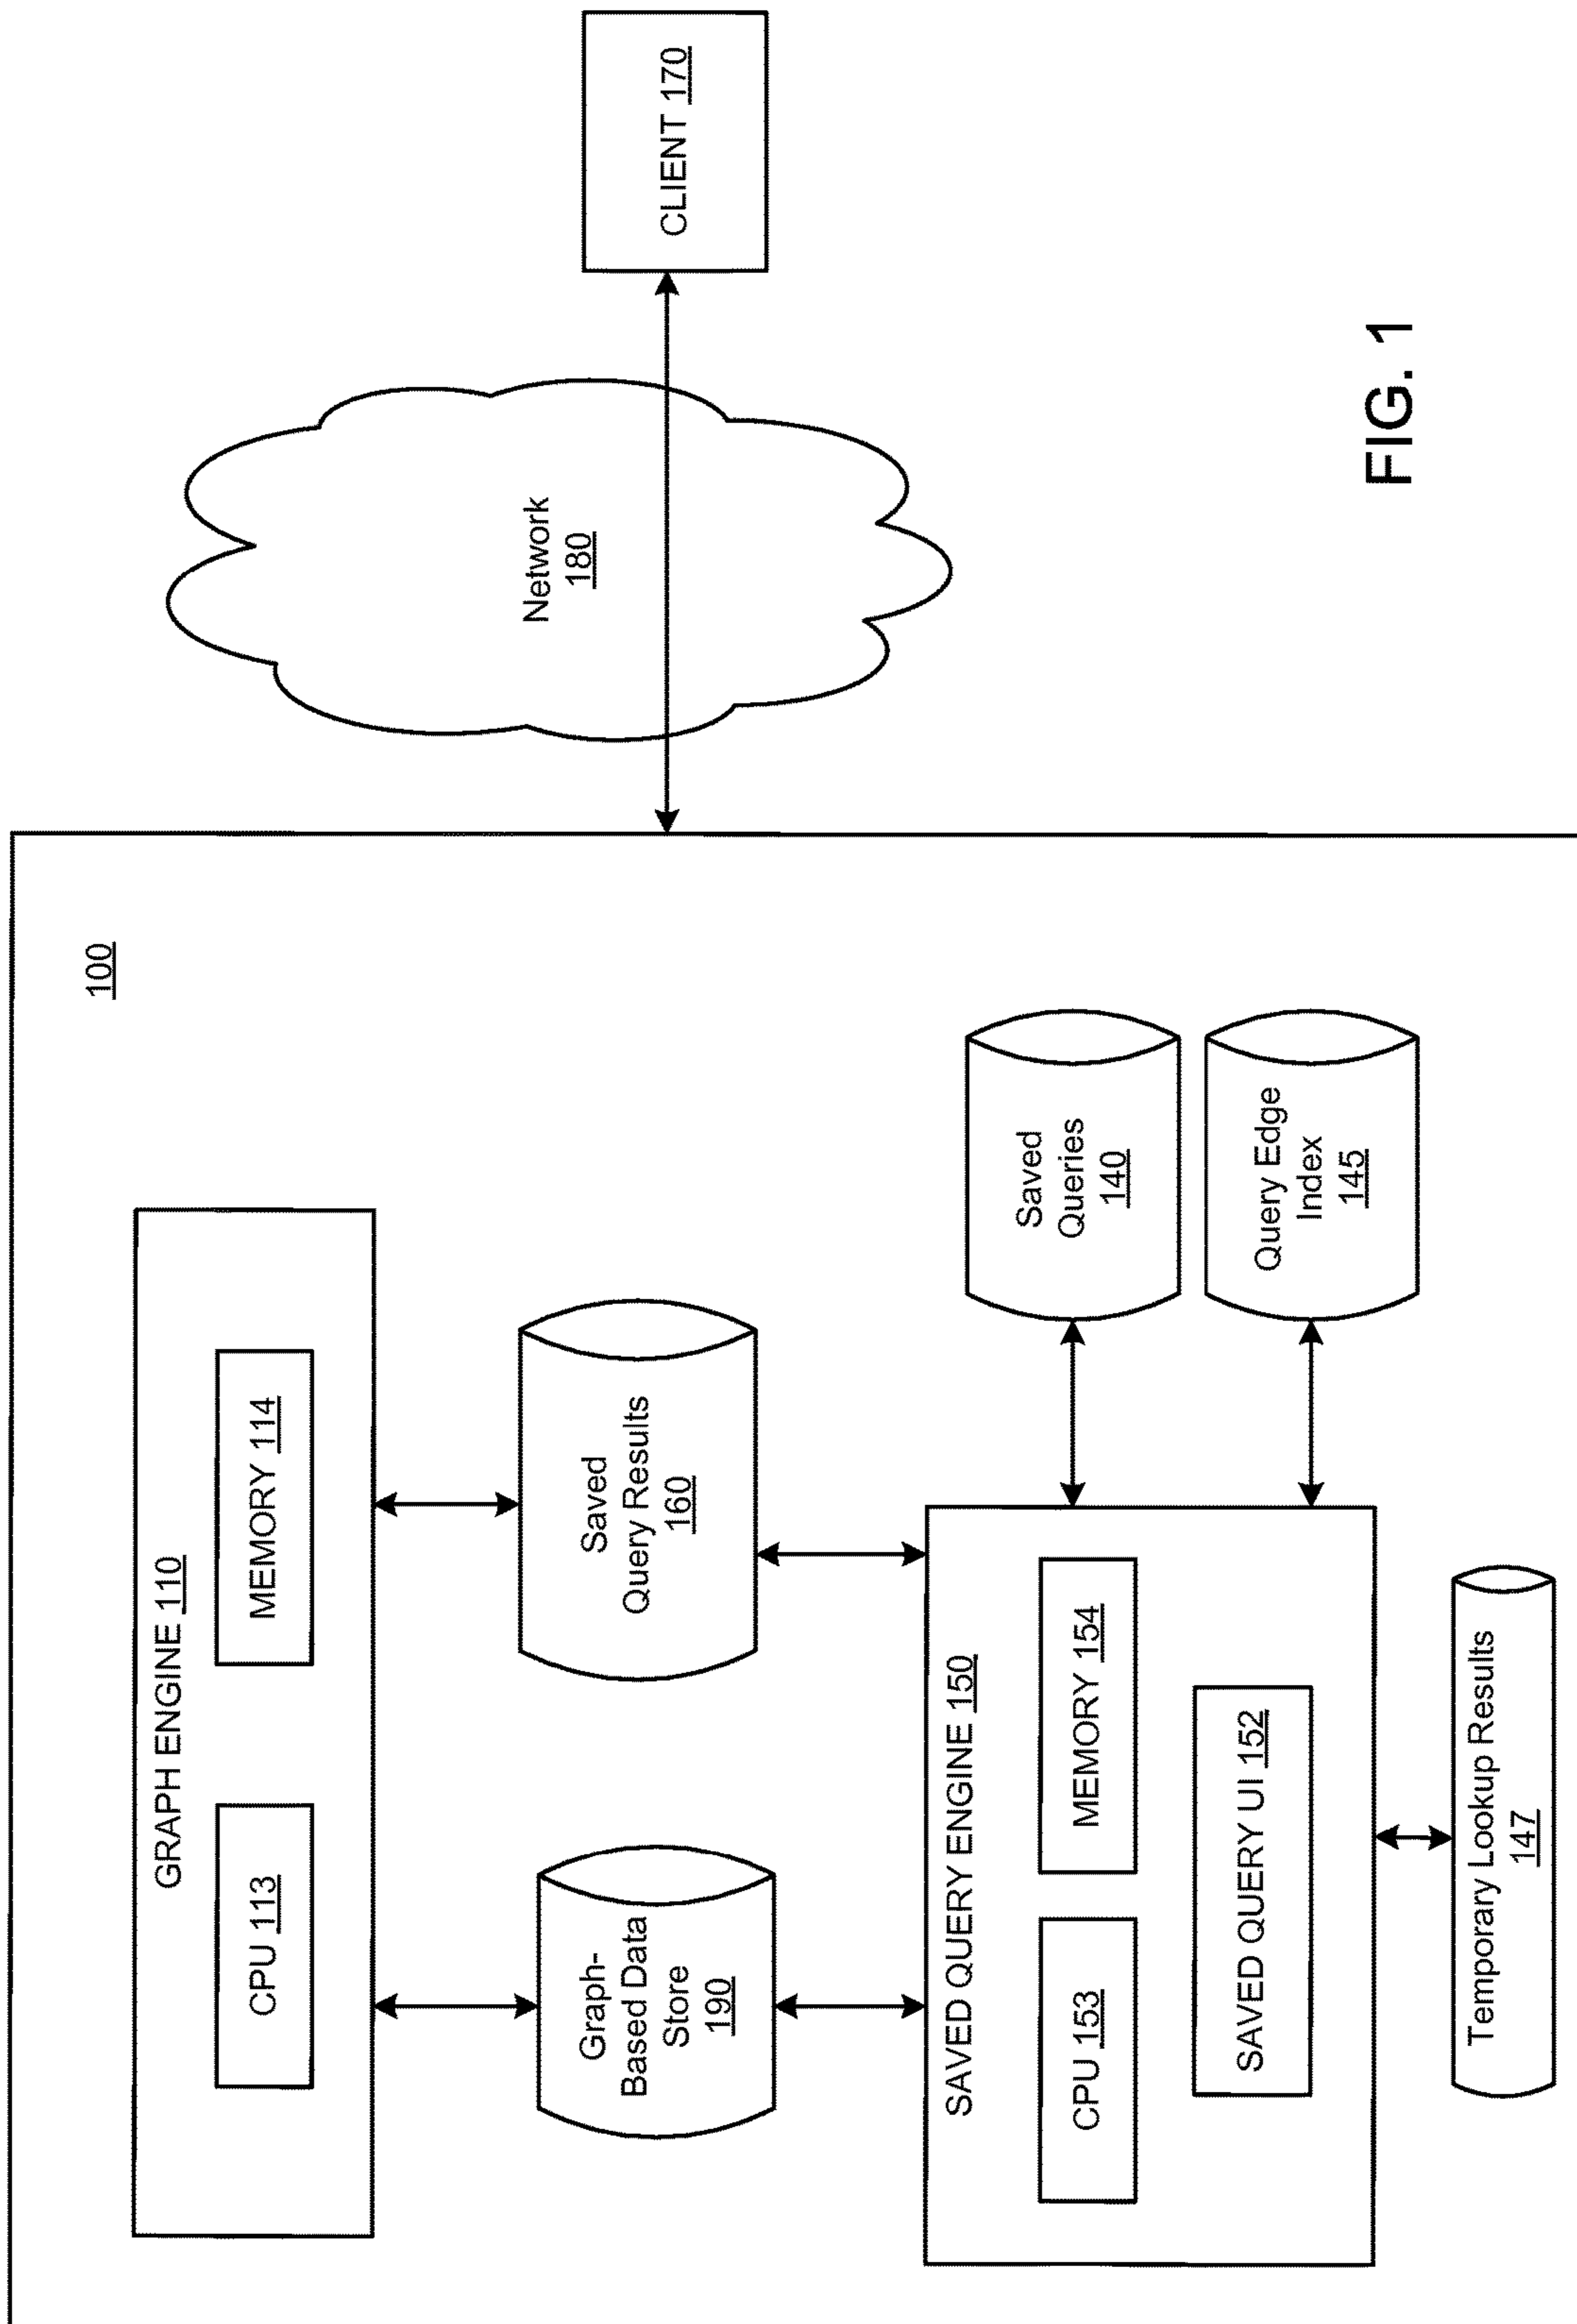 100
GRAPH ENGINE 110
CPU 113
MEMORY 114
Graph-
Based Data
Store
190
Saved
Query Results
160
SAVED QUERY ENGINE 150
CPU 153
MEMORY 154
SAVED QUERY UI 152
Saved
Queries
140
Query Edge
Index
145
Temporary Lookup Results
147
Network
180
CLIENT 170
FIG. 1